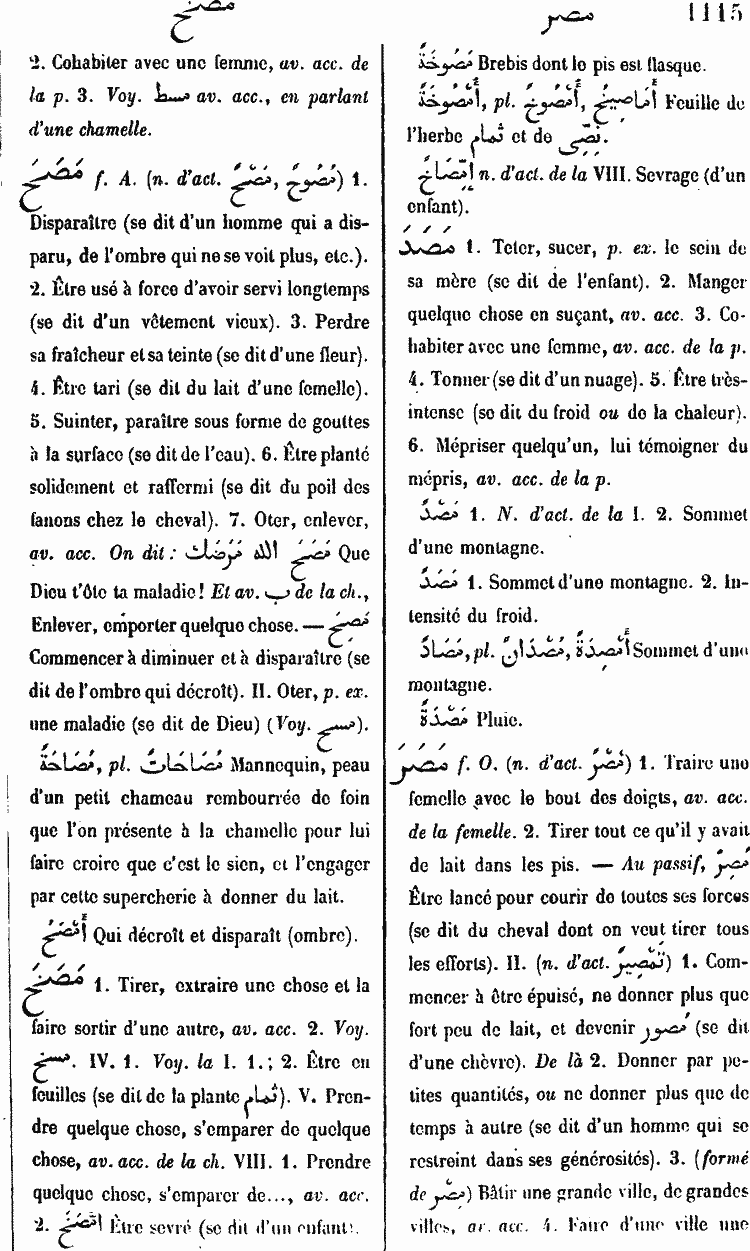 مصخ
مصر
1115
2. Cohabiter avec une femme, av. acc. de
la p. 3. Voy. مسط av. acc., en parlant
d'une chamelle.
مَصَحَ f. A. (n. d'act. مَصْحٌ, مُصُوحٌ) 1.
Disparaître (se dit d'un homme qui a dis-
paru, de l'ombre qui ne se voit plus, etc.).
2. Être usé à force d'avoir servi longtemps
(se dit d'un vêtement vieux). 3. Perdre
sa fraîcheur et sa teinte (se dit d'une fleur).
4. Être tari (se dit du lait d'une femelle).
5. Suinter, paraître sous forme de gouttes
à la surface (se dit de l'eau). 6. Être planté
solidement et raffermi (se dit du poil des
fanons chez le cheval). 7. Oter, enlever,
av. acc. On dit : مَصَحَ الله مَرَضَك Que
Dieu t'ôte ta maladie! Et av. ب de la ch.,
Enlever, emporter quelque chose. — مَصِحَ
Commencer à diminuer et à disparaître (se
dit de l'ombre qui décroît). II. Oter, p. ex.
une maladie (se dit de Dieu) (Voy. مسح).
مُصَاحَةٌ, pl. مُصَاحَاتٌ Mannequin, peau
d'un petit chameau rembourrée de foin
que l'on présente à la chamelle pour lui
faire croire que c'est le sien, et l'engager
par cette supercherie à donner du lait.
أَمْصَحُ Qui décroît et disparaît (ombre).
مَصَخَ 1. Tirer, extraire une chose et la
faire sortir d'une autre, av. acc. 2. Voy.
مسخ. IV. 1. Voy. la I. 1.; 2. Être en
feuilles (se dit de la plante ثمام). V. Pren-
dre quelque chose, s'emparer de quelque
chose, av. acc. de la ch. VIII. 1. Prendre
quelque chose, s'emparer de..., av. acc.
2. اتَّصَخَ Être sevré (se dit d'un enfant).
مَصُوخَةٌ Brebis dont le pis est flasque.
أُمْصُوخَةٌ, pl. أُمْصُوخٌ, أَمَاصِيخُ Feuille de
l'herbe ثمام et de نَصِّى.
إِمِّصَاخٌ n. d'act. de la VIII. Sevrage (d'un
enfant).
مَصَدَ 1. Teter, sucer, p. ex. le sein de
sa mère (se dit de l'enfant). 2. Manger
quelque chose en suçant, av. acc. 3. Co-
habiter avec une femme, av. acc. de la p.
4. Tonner (se dit d'un nuage). 5. Être très-
intense (se dit du froid ou de la chaleur).
6. Mépriser quelqu'un, lui témoigner du
mépris, av. acc. de la p.
مَصْدٌ 1. N. d'act. de la I. 2. Sommet
d'une montagne.
مَصَدٌ 1. Sommet d'une montagne. 2. In-
tensité du froid.
مَصَادٌ, pl. مُصْدَانٌ, أَمْصِدَةٌ Sommet d'une
montagne.
مَصْدَةٌ Pluie.
مَصَرَ f. O. (n. d'act. مَصْرٌ) 1. Traire une
femelle avec le bout des doigts, av. acc.
de la femelle. 2. Tirer tout ce qu'il y avait
de lait dans les pis. — Au passif, مُصِرَ
Être lancé pour courir de toutes ses forces
(se dit du cheval dont on veut tirer tous
les efforts). II. (n. d'act. تَمْصِيرٌ) 1. Com-
mencer à être épuisé, ne donner plus que
fort peu de lait, et devenir مَصُور (se dit
d'une chèvre). De là 2. Donner par pe-
tites quantités, ou ne donner plus que de
temps à autre (se dit d'un homme qui se
restreint dans ses générosités). 3. (formé
de مِصْر) Bâtir une grande ville, de grandes
villes, av. acc. 4. Faire d'une ville une